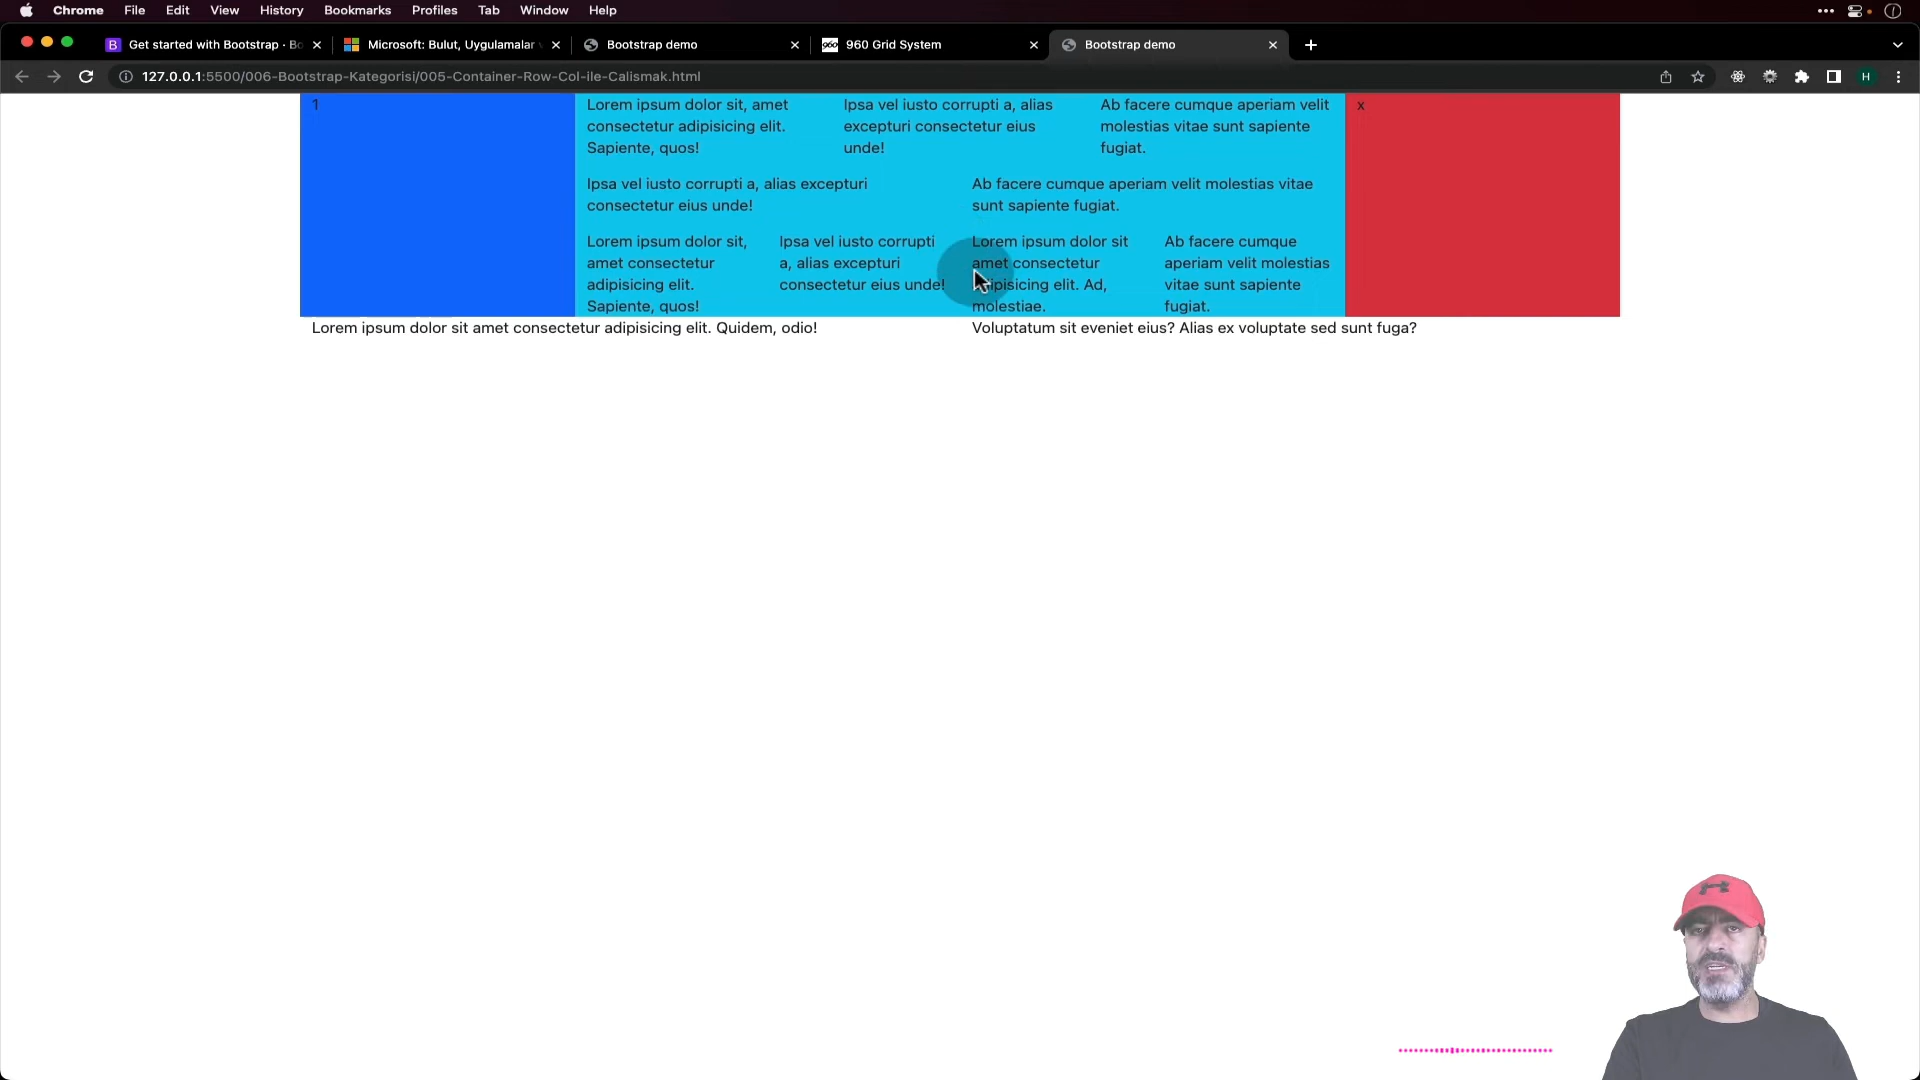 Chrome File Edit View History Bookmarks Profiles Tab Window Help
Get started with Bootstrap · Bo
Microsoft: Bulut, Uygulamalar
Bootstrap demo
960 960 Grid System
Bootstrap demo
127.0.0.1:5500/006-Bootstrap-Kategorisi/005-Container-Row-Col-ile-Calismak.html
H
1
Lorem ipsum dolor sit, amet
consectetur adipisicing elit.
Sapiente, quos!
Ipsa vel iusto corrupti a, alias
excepturi consectetur eius
unde!
Ab facere cumque aperiam velit
molestias vitae sunt sapiente
fugiat.
x
Ipsa vel iusto corrupti a, alias excepturi
consectetur eius unde!
Ab facere cumque aperiam velit molestias vitae
sunt sapiente fugiat.
Lorem ipsum dolor sit,
amet consectetur
adipisicing elit.
Sapiente, quos!
Ipsa vel iusto corrupti
a, alias excepturi
consectetur eius unde!
Lorem ipsum dolor sit
amet consectetur
adipisicing elit. Ad,
molestiae.
Ab facere cumque
aperiam velit molestias
vitae sunt sapiente
fugiat.
Lorem ipsum dolor sit amet consectetur adipisicing elit. Quidem, odio!
Voluptatum sit eveniet eius? Alias ex voluptate sed sunt fuga?